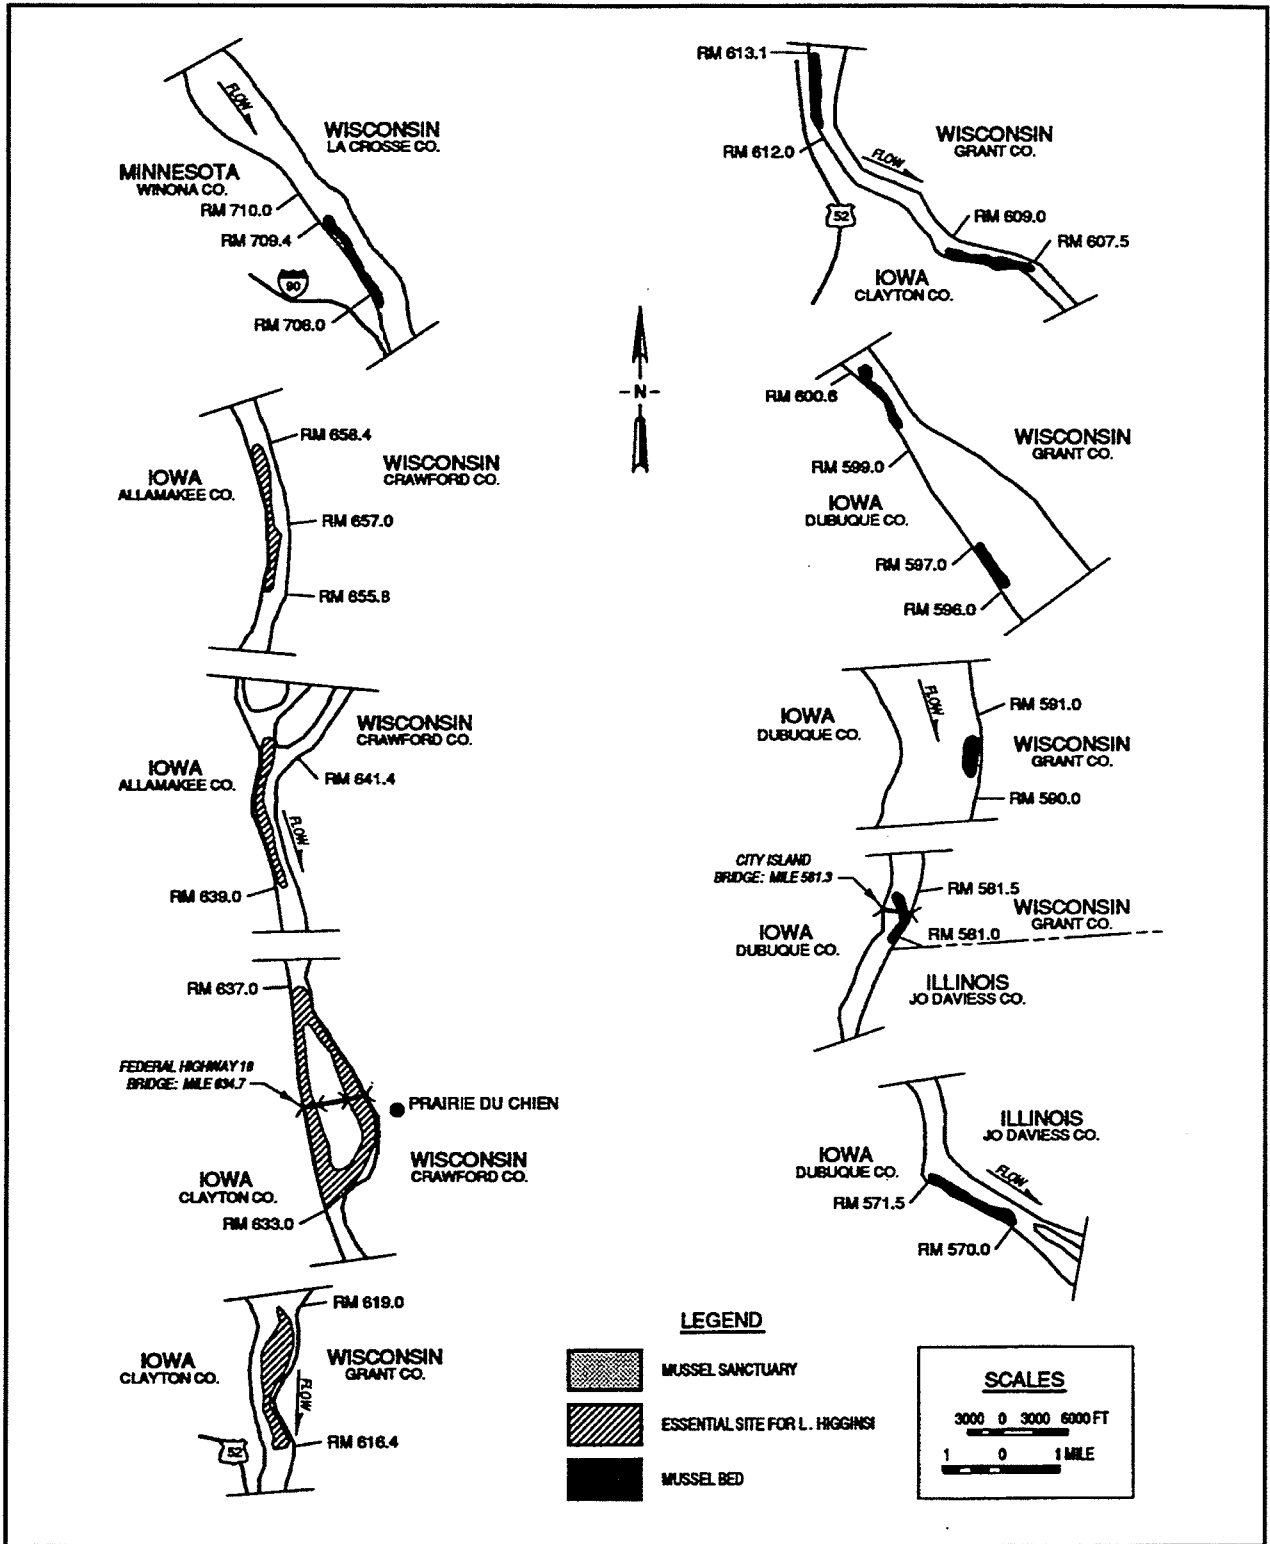 FLOW
WISCONSIN
LA CROSSE CO.
MINNESOTA
WINONA CO.
RM 710.0
RM 709.4
90
RM 708.0
RM 658.4
IOWA
ALLAMAKEE CO.
WISCONSIN
CRAWFORD CO.
RM 657.0
RM 655.8
WISCONSIN
CRAWFORD CO.
IOWA
ALLAMAKEE CO.
RM 641.4
FLOW
RM 639.0
RM 637.0
FEDERAL HIGHWAY 18
BRIDGE: MILE 634.7
PRAIRIE DU CHIEN
WISCONSIN
CRAWFORD CO.
IOWA
CLAYTON CO.
RM 633.0
RM 619.0
IOWA
CLAYTON CO.
WISCONSIN
GRANT CO.
FLOW
52
RM 616.4
-N-
RM 613.1
WISCONSIN
GRANT CO.
RM 612.0
FLOW
52
RM 609.0
RM 607.5
IOWA
CLAYTON CO.
RM 600.6
WISCONSIN
GRANT CO.
RM 599.0
IOWA
DUBUQUE CO.
RM 597.0
RM 596.0
FLOW
RM 591.0
IOWA
DUBUQUE CO.
WISCONSIN
GRANT CO.
RM 590.0
CITY ISLAND
BRIDGE: MILE 581.3
RM 581.5
WISCONSIN
GRANT CO.
IOWA
DUBUQUE CO.
RM 581.0
ILLINOIS
JO DAVIESS CO.
ILLINOIS
JO DAVIESS CO.
IOWA
DUBUQUE CO.
FLOW
RM 571.5
RM 570.0
LEGEND
MUSSEL SANCTUARY
ESSENTIAL SITE FOR L. HIGGINSI
MUSSEL BED
SCALES
3000 0 3000 6000 FT
1 0 1 MILE